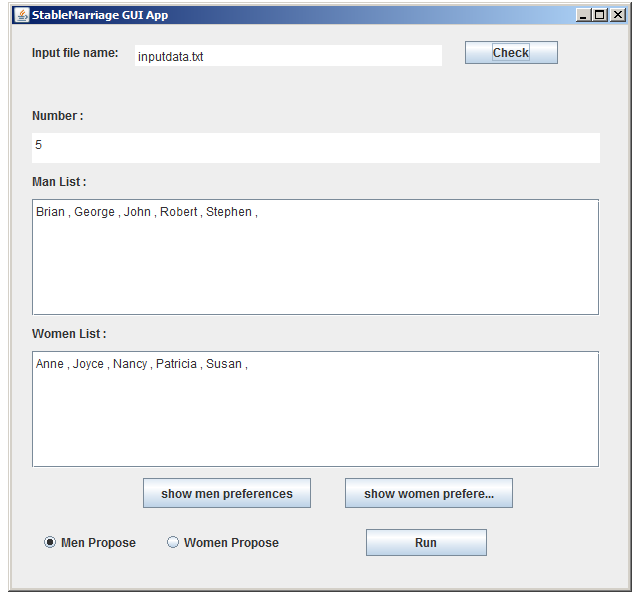 StableMarriage GUI App
Input file name: inputdata.txt Check
Number :
5
Man List :
Brian , George , John , Robert , Stephen ,
Women List :
Anne , Joyce , Nancy , Patricia , Susan ,
show men preferences show women prefere...
Men Propose Women Propose Run